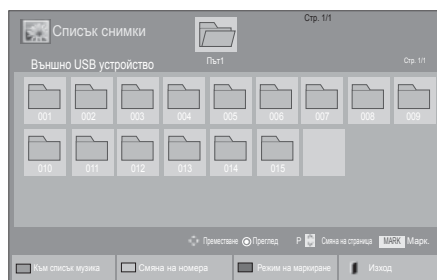 Списък снимки
Стр. 1/1
Външно USB устройство
Път1
Стр. 1/1
001 002 003 004 005 006 007 008 009
010 011 012 013 014 015
Преместване Преглед P Смяна на страница MARK Марк.
Към списък музика Смяна на номера Режим на маркиране Изход